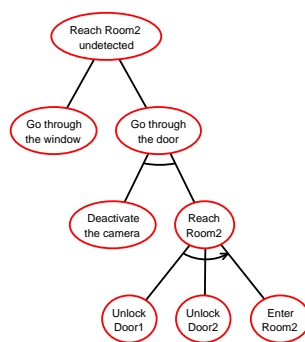 Reach Room2
undetected
Go through
the window
Go through
the door
Deactivate
the camera
Reach
Room2
Unlock
Door1
Unlock
Door2
Enter
Room2